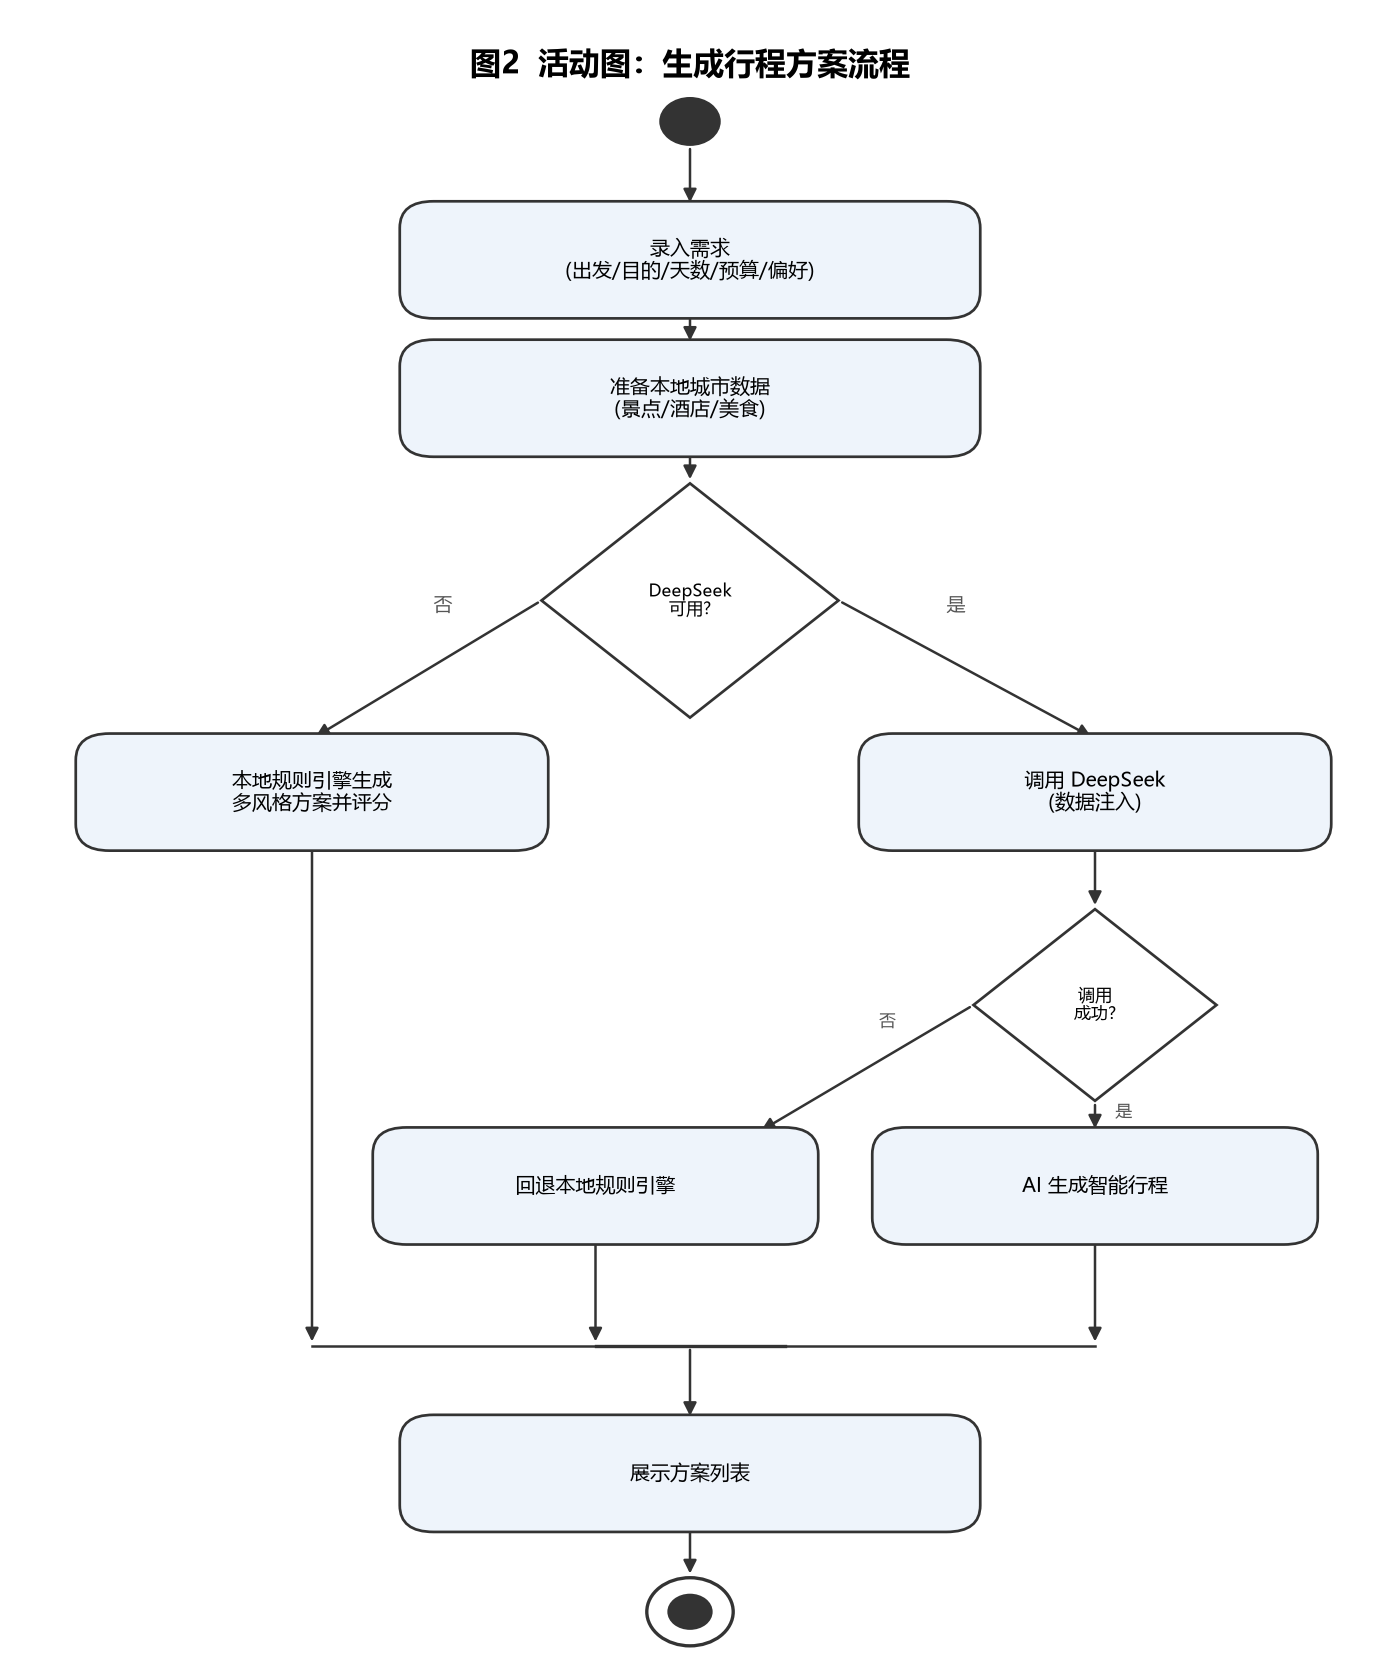 图2 活动图：生成行程方案流程
录入需求
(出发/目的/天数/预算/偏好)
准备本地城市数据
(景点/酒店/美食)
DeepSeek
可用?
否
是
本地规则引擎生成
多风格方案并评分
调用 DeepSeek
(数据注入)
调用
成功?
否
是
回退本地规则引擎
AI 生成智能行程
展示方案列表